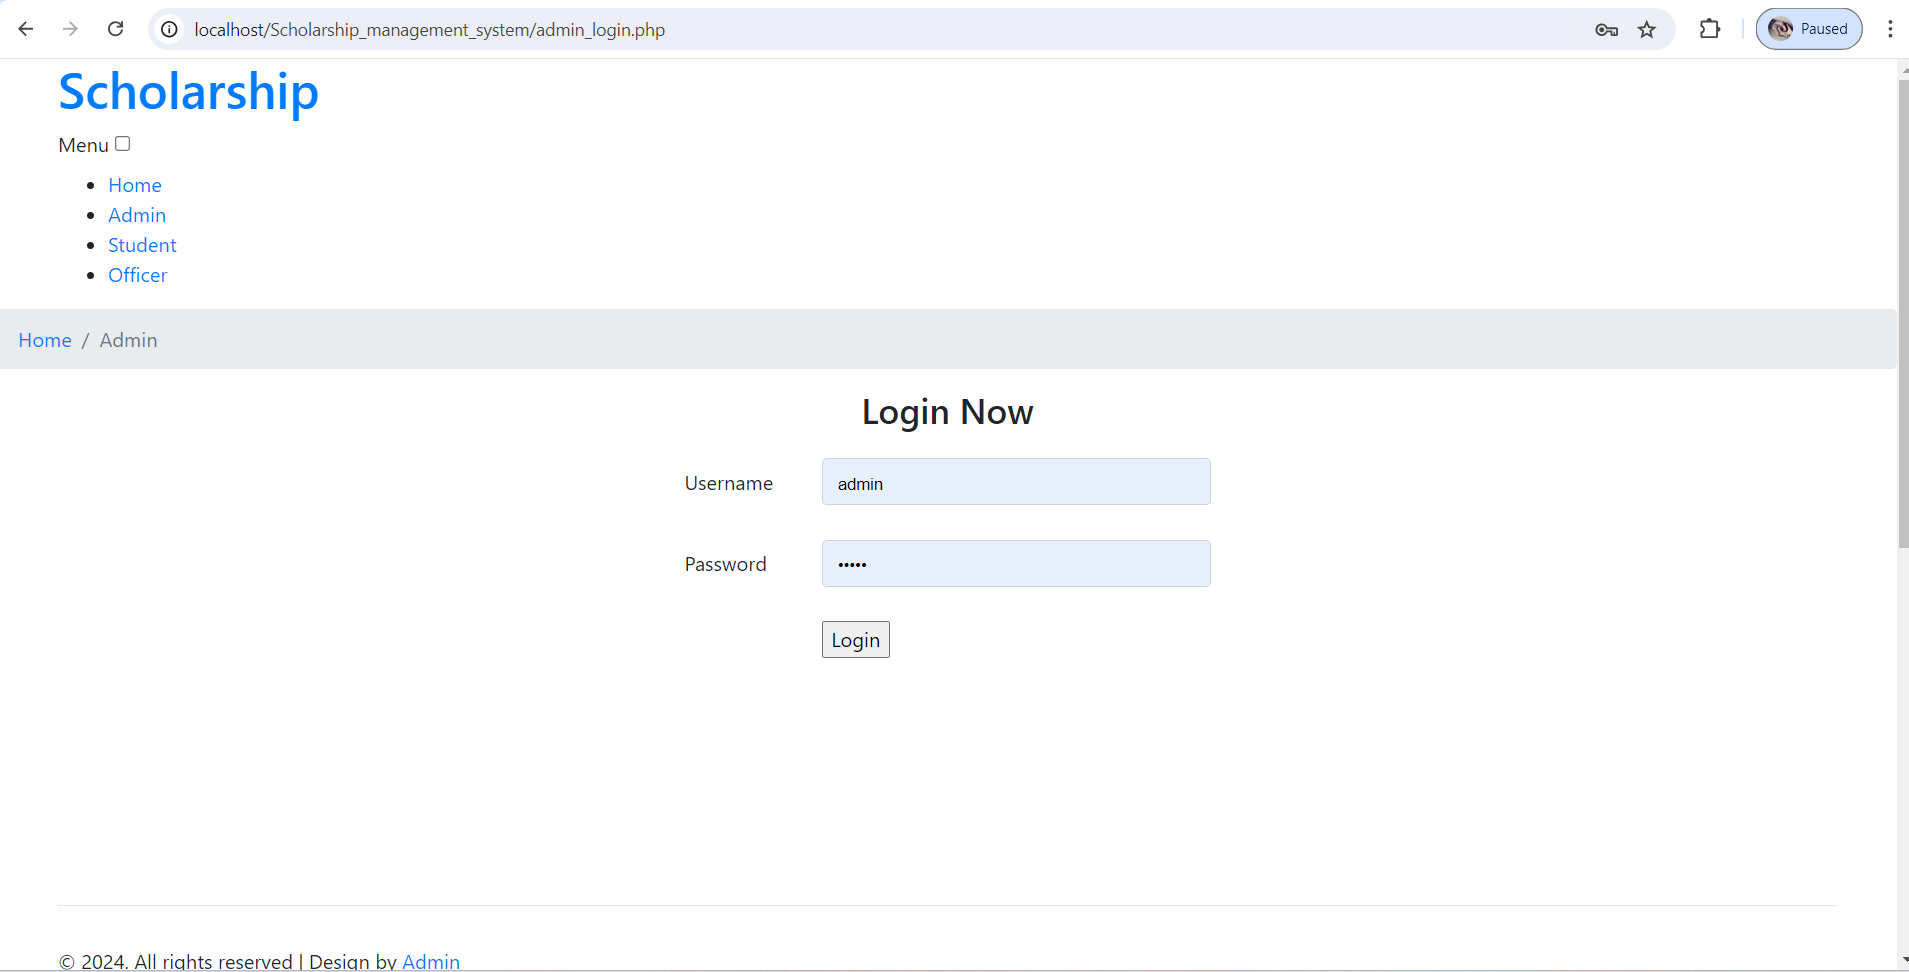 localhost/Scholarship_management_system/admin_login.php
Paused
Scholarship
Menu
Home
Admin
Student
Officer
Home / Admin
Login Now
Username
admin
Password
•••••
Login
© 2024. All rights reserved | Design by Admin